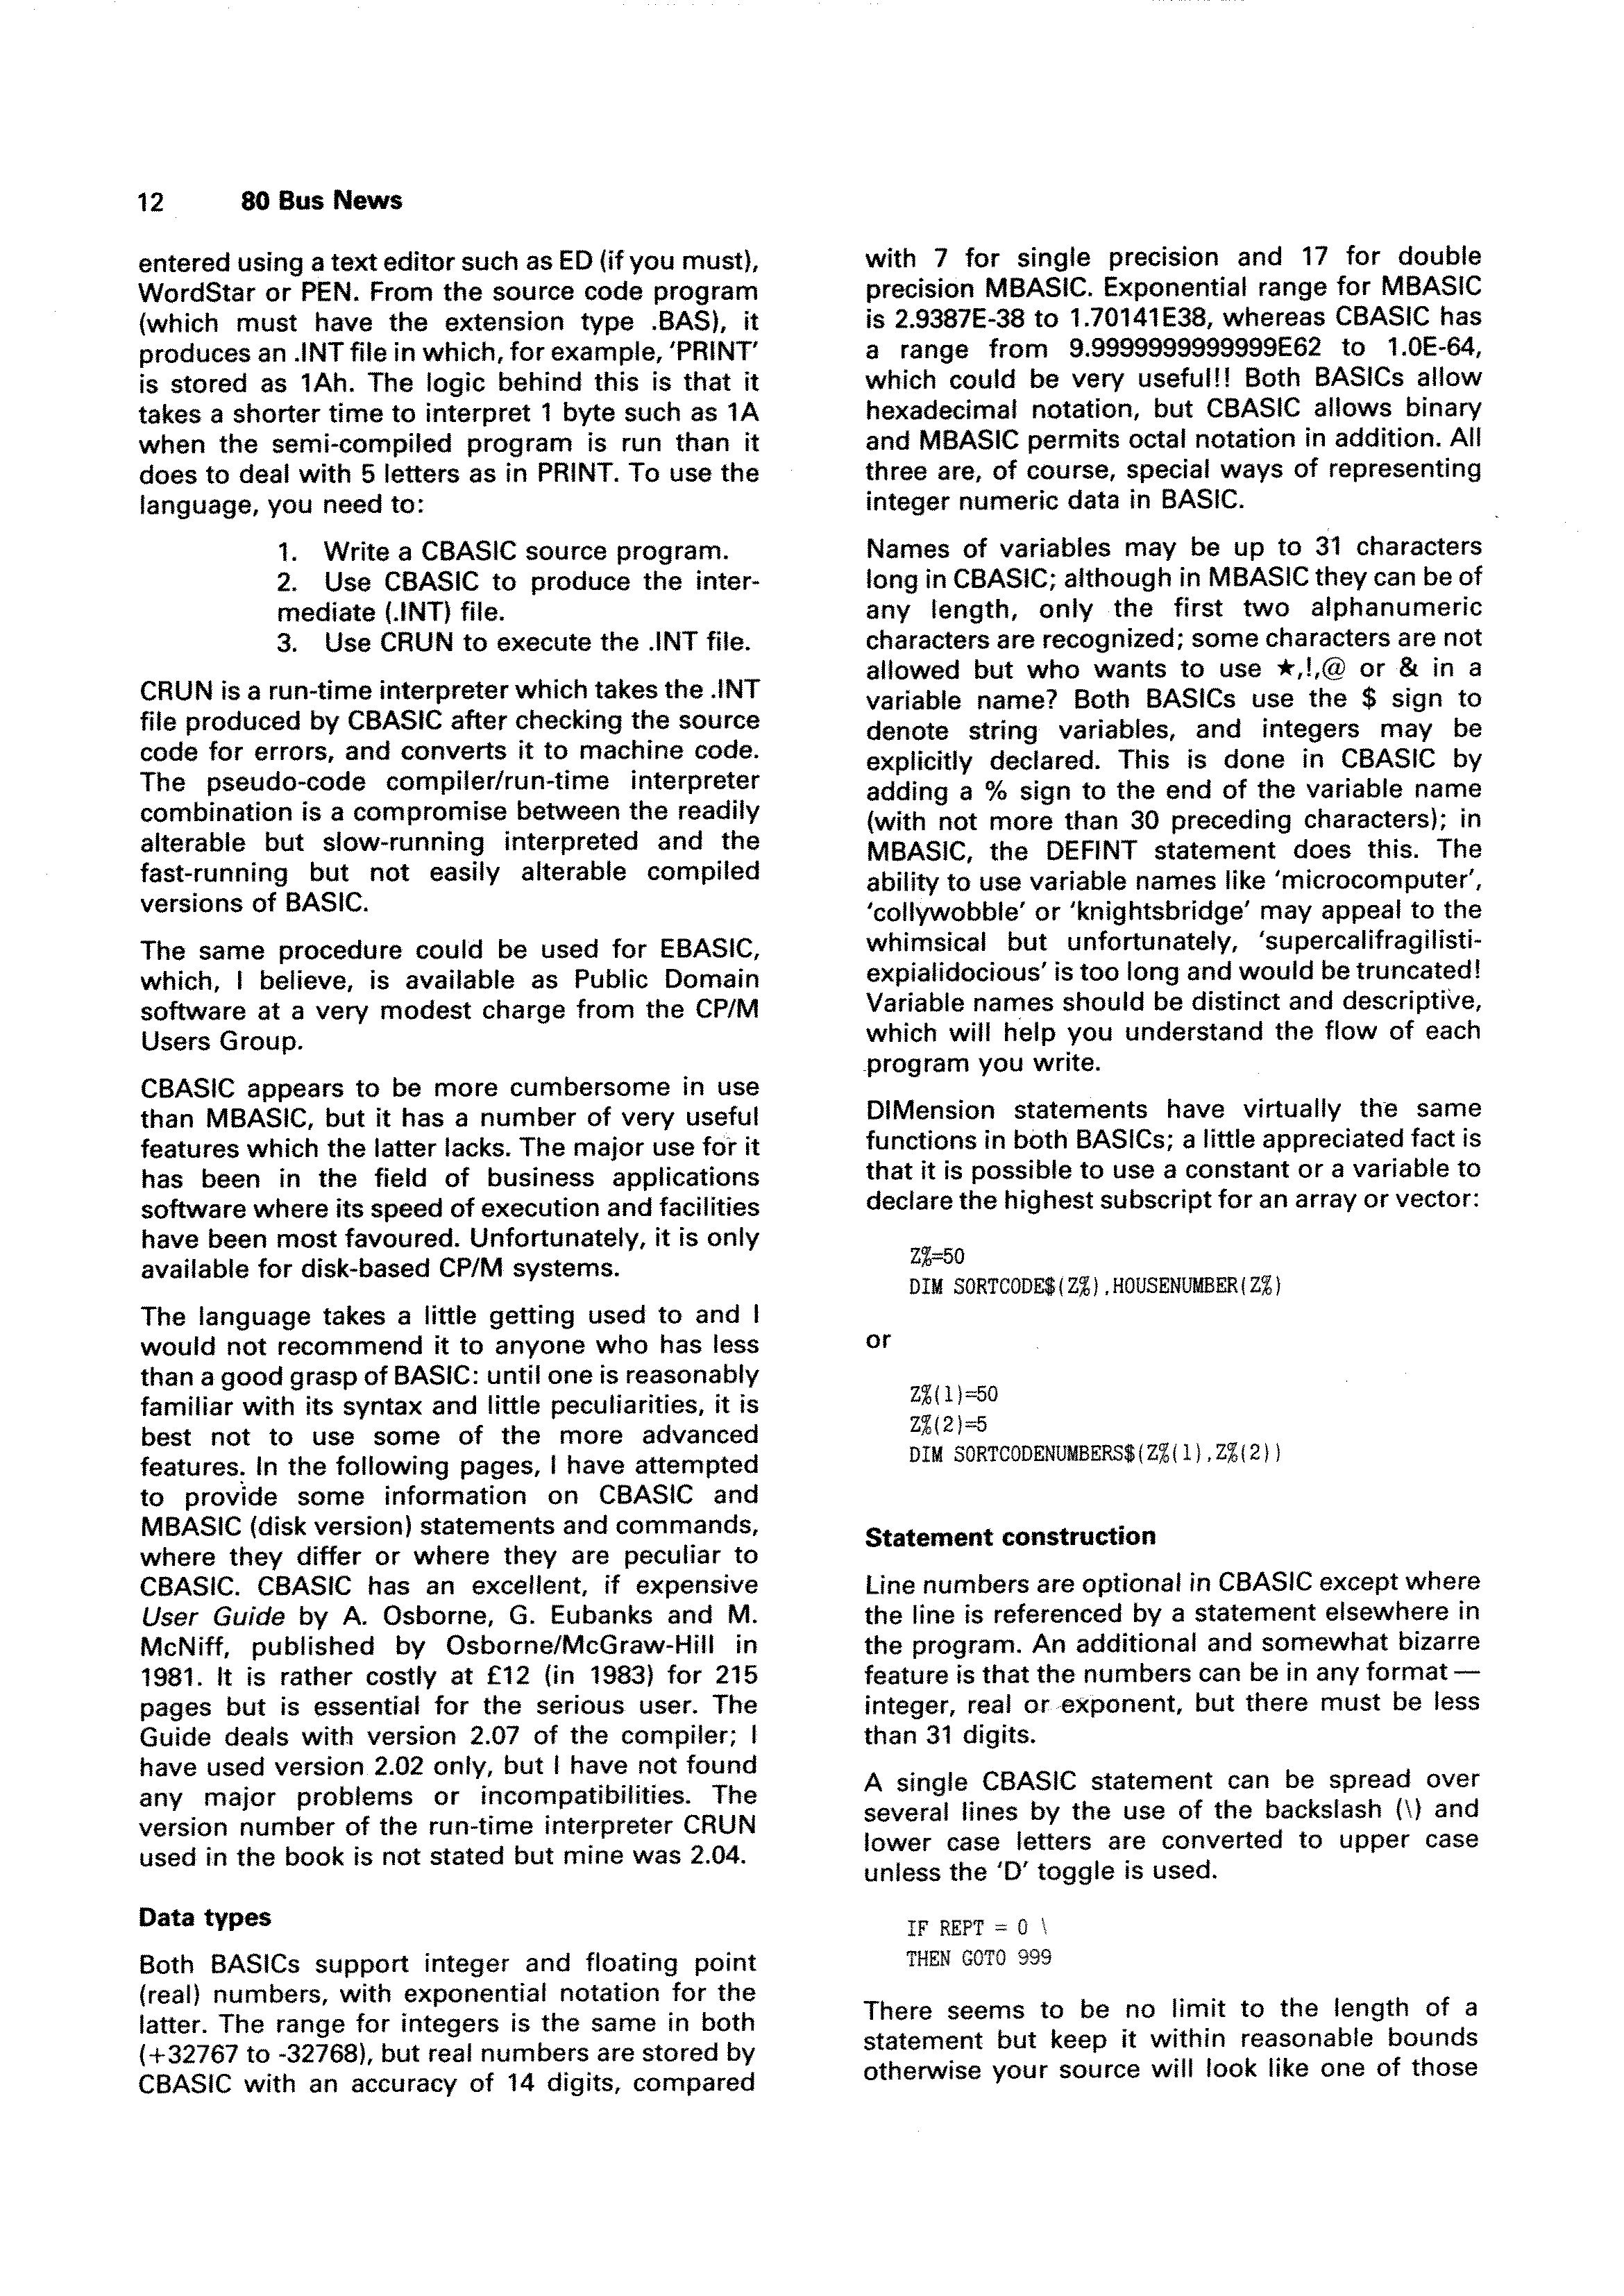 12 80 Bus News
entered using a text editor such as ED (if you must),
WordStar or PEN. From the source code program
(which must have the extension type .BAS), it
produces an .INT file in which, for example, 'PRINT'
is stored as 1Ah. The logic behind this is that it
takes a shorter time to interpret 1 byte such as 1A
when the semi-compiled program is run than it
does to deal with 5 letters as in PRINT. To use the
language, you need to:
1. Write a CBASIC source program.
2. Use CBASIC to produce the inter-
mediate (.INT) file.
3. Use CRUN to execute the .INT file.
CRUN is a run-time interpreter which takes the .INT
file produced by CBASIC after checking the source
code for errors, and converts it to machine code.
The pseudo-code compiler/run-time interpreter
combination is a compromise between the readily
alterable but slow-running interpreted and the
fast-running but not easily alterable compiled
versions of BASIC.
The same procedure could be used for EBASIC,
which, I believe, is available as Public Domain
software at a very modest charge from the CP/M
Users Group.
CBASIC appears to be more cumbersome in use
than MBASIC, but it has a number of very useful
features which the latter lacks. The major use for it
has been in the field of business applications
software where its speed of execution and facilities
have been most favoured. Unfortunately, it is only
available for disk-based CP/M systems.
The language takes a little getting used to and I
would not recommend it to anyone who has less
than a good grasp of BASIC: until one is reasonably
familiar with its syntax and little peculiarities, it is
best not to use some of the more advanced
features. In the following pages, I have attempted
to provide some information on CBASIC and
MBASIC (disk version) statements and commands,
where they differ or where they are peculiar to
CBASIC. CBASIC has an excellent, if expensive
User Guide by A. Osborne, G. Eubanks and M.
McNiff, published by Osborne/McGraw-Hill in
1981. It is rather costly at £12 (in 1983) for 215
pages but is essential for the serious user. The
Guide deals with version 2.07 of the compiler; I
have used version 2.02 only, but I have not found
any major problems or incompatibilities. The
version number of the run-time interpreter CRUN
used in the book is not stated but mine was 2.04.
Data types
Both BASICs support integer and floating point
(real) numbers, with exponential notation for the
latter. The range for integers is the same in both
(+32767 to -32768), but real numbers are stored by
CBASIC with an accuracy of 14 digits, compared
with 7 for single precision and 17 for double
precision MBASIC. Exponential range for MBASIC
is 2.9387E-38 to 1.70141E38, whereas CBASIC has
a range from 9.9999999999999E62 to 1.0E-64,
which could be very useful!! Both BASICs allow
hexadecimal notation, but CBASIC allows binary
and MBASIC permits octal notation in addition. All
three are, of course, special ways of representing
integer numeric data in BASIC.
Names of variables may be up to 31 characters
long in CBASIC; although in MBASIC they can be of
any length, only the first two alphanumeric
characters are recognized; some characters are not
allowed but who wants to use ★,!,@ or & in a
variable name? Both BASICs use the $ sign to
denote string variables, and integers may be
explicitly declared. This is done in CBASIC by
adding a % sign to the end of the variable name
(with not more than 30 preceding characters); in
MBASIC, the DEFINT statement does this. The
ability to use variable names like 'microcomputer',
'collywobble' or 'knightsbridge' may appeal to the
whimsical but unfortunately, 'supercalifragilisti-
expialidocious' is too long and would be truncated!
Variable names should be distinct and descriptive,
which will help you understand the flow of each
program you write.
DIMension statements have virtually the same
functions in both BASICs; a little appreciated fact is
that it is possible to use a constant or a variable to
declare the highest subscript for an array or vector:
Z%=50
DIM SORTCODE$(Z%),HOUSENUMBER(Z%)
or
Z%(1)=50
Z%(2)=5
DIM SORTCODENUMBERS$(Z%(1),Z%(2))
Statement construction
Line numbers are optional in CBASIC except where
the line is referenced by a statement elsewhere in
the program. An additional and somewhat bizarre
feature is that the numbers can be in any format —
integer, real or exponent, but there must be less
than 31 digits.
A single CBASIC statement can be spread over
several lines by the use of the backslash (\) and
lower case letters are converted to upper case
unless the 'D' toggle is used.
IF REPT = 0 \
THEN GOTO 999
There seems to be no limit to the length of a
statement but keep it within reasonable bounds
otherwise your source will look like one of those